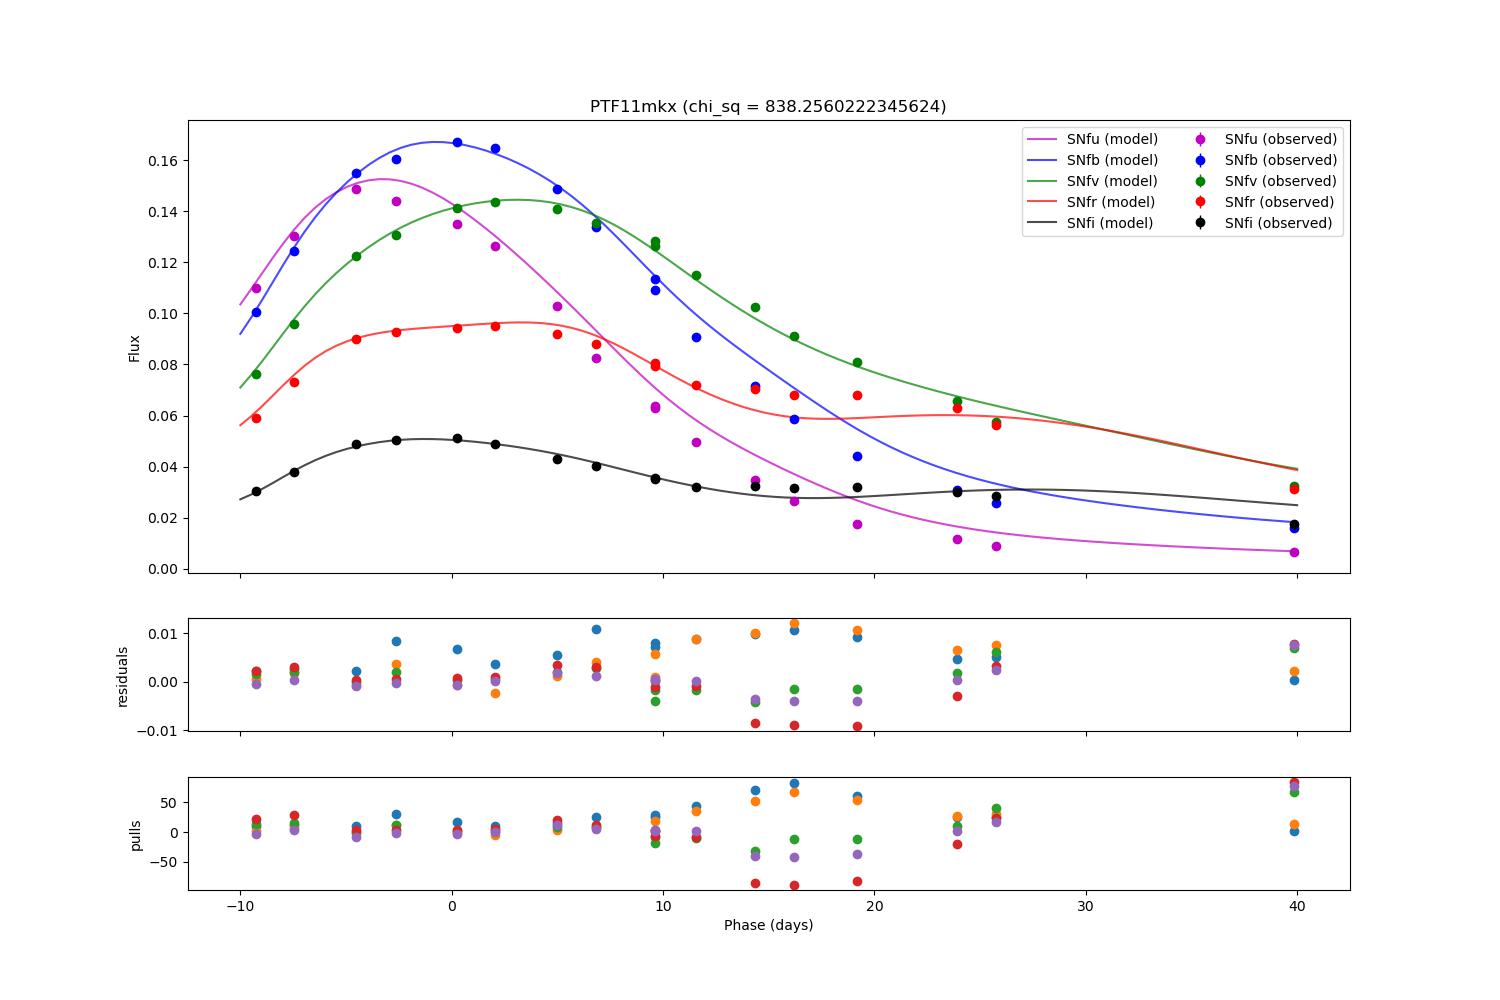 PTF11mkx (chi_sq = 838.2560222345624)
SNfu (model) SNfu (observed)
SNfb (model) SNfb (observed)
SNfv (model) SNfv (observed)
SNfr (model) SNfr (observed)
SNfi (model) SNfi (observed)
Flux
0.16
0.14
0.12
0.10
0.08
0.06
0.04
0.02
0.00
residuals
0.01
0.00
−0.01
pulls
50
0
−50
−10 0 10 20 30 40
Phase (days)